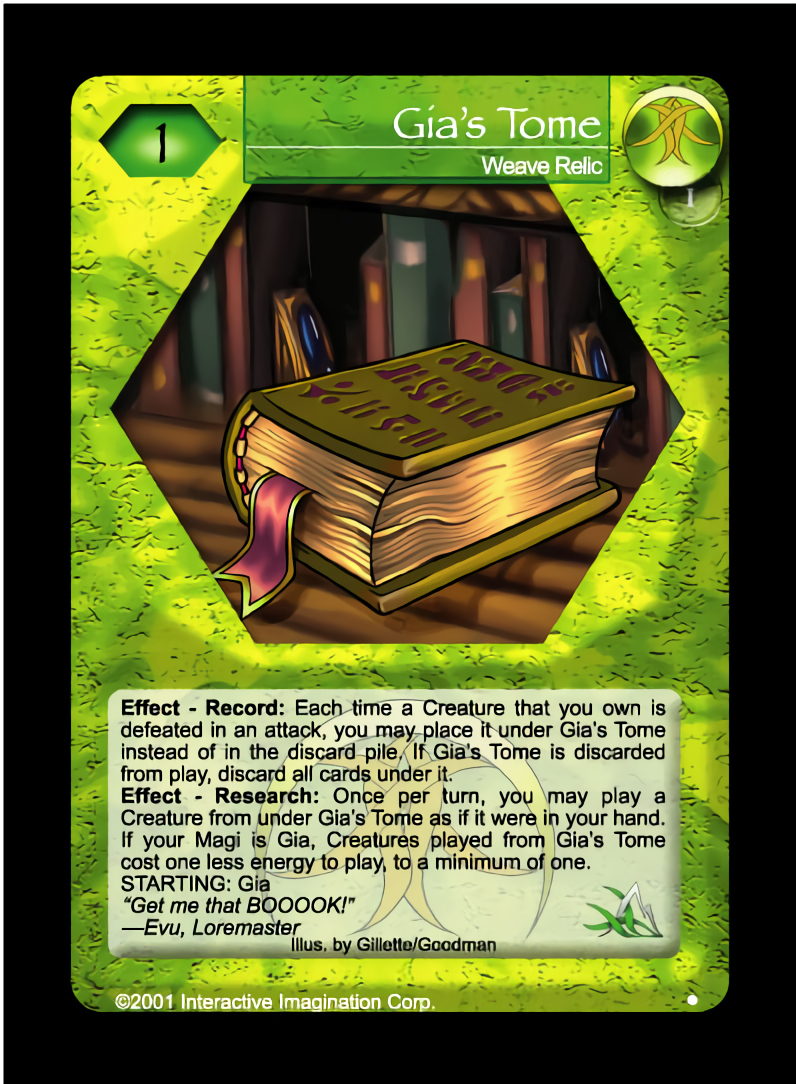 1
Gia's Tome
Weave Relic
I
Effect - Record: Each time a Creature that you own is
defeated in an attack, you may place it under Gia's Tome
instead of in the discard pile. If Gia's Tome is discarded
from play, discard all cards under it.
Effect - Research: Once per turn, you may play a
Creature from under Gia's Tome as if it were in your hand.
If your Magi is Gia, Creatures played from Gia's Tome
cost one less energy to play, to a minimum of one.
STARTING: Gia
"Get me that BOOOOK!"
—Evu, Loremaster
Illus. by Gillette/Goodman
©2001 Interactive Imagination Corp.